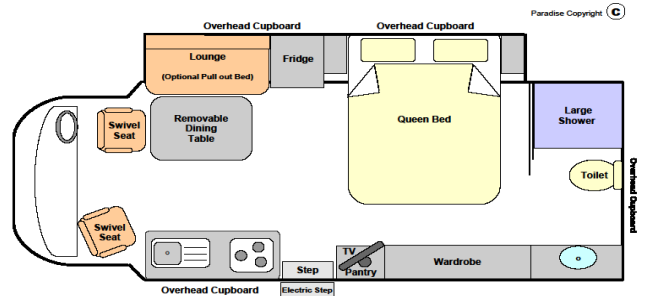 Paradise Copyright C
Overhead Cupboard
Overhead Cupboard
Lounge
(Optional Pull out Bed)
Fridge
Swivel
Seat
Removable
Dining
Table
Queen Bed
Large
Shower
Toilet
Overhead Cupboard
Swivel
Seat
TV
Pantry
Wardrobe
Step
Electric Step
Overhead Cupboard